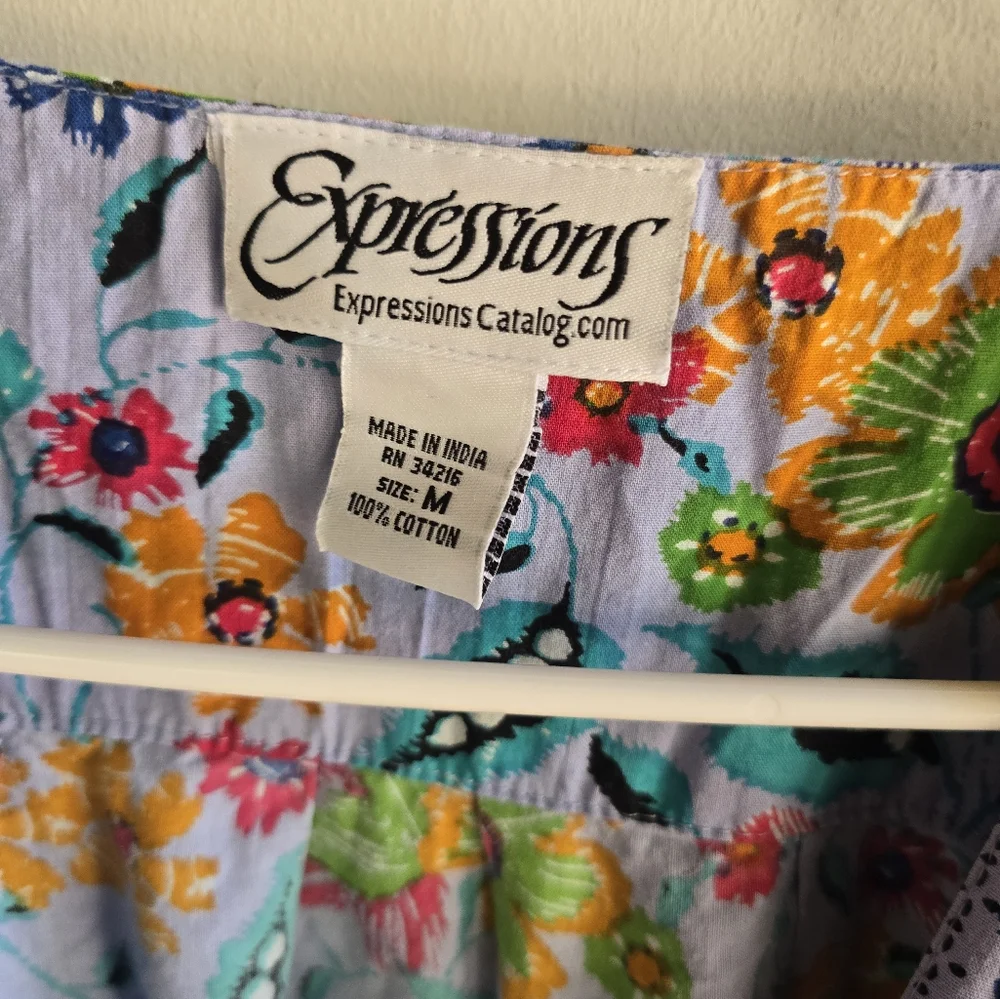 Expressions
ExpressionsCatalog.com
MADE IN INDIA
RN 34216
SIZE: M
100% COTTON